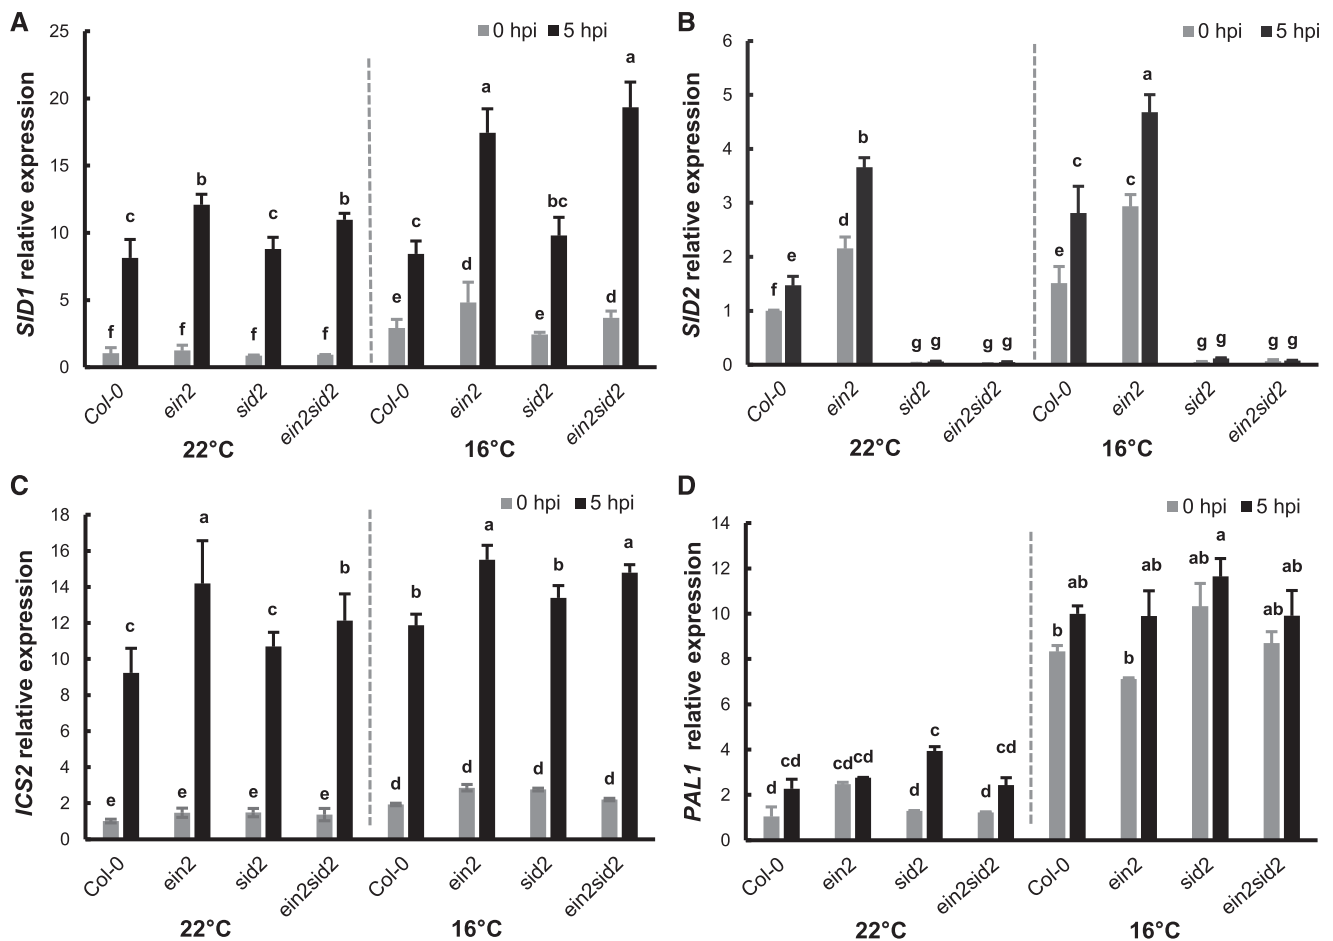 A
SID1 relative expression
0 hpi 5 hpi
25
20
15
10
5
0
f c f b f c f b e c d a e bc d a
Col-0 ein2 sid2 ein2sid2 Col-0 ein2 sid2 ein2sid2
22°C 16°C
B
SID2 relative expression
0 hpi 5 hpi
6
5
4
3
2
1
0
f e d b g g g g e c c a g g g g
Col-0 ein2 sid2 ein2sid2 Col-0 ein2 sid2 ein2sid2
22°C 16°C
C
ICS2 relative expression
0 hpi 5 hpi
18
16
14
12
10
8
6
4
2
0
e c e a e c e b d b d a d b d a
Col-0 ein2 sid2 ein2sid2 Col-0 ein2 sid2 ein2sid2
22°C 16°C
D
PAL1 relative expression
0 hpi 5 hpi
14
12
10
8
6
4
2
0
d cd cd cd d c d cd b ab b ab ab a ab ab
Col-0 ein2 sid2 ein2sid2 Col-0 ein2 sid2 ein2sid2
22°C 16°C